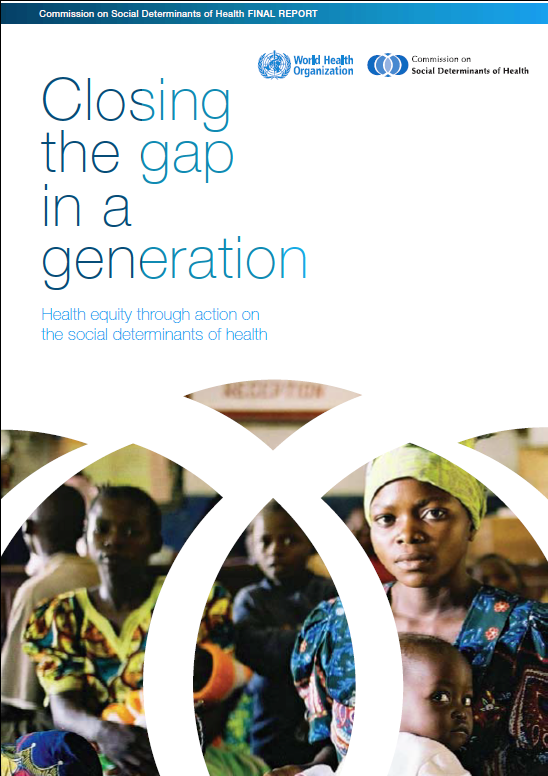 Commission on Social Determinants of Health FINAL REPORT
World Health
Organization
Commission on
Social Determinants of Health
Closing
the gap
in a
generation
Health equity through action on
the social determinants of health
RECEPTION